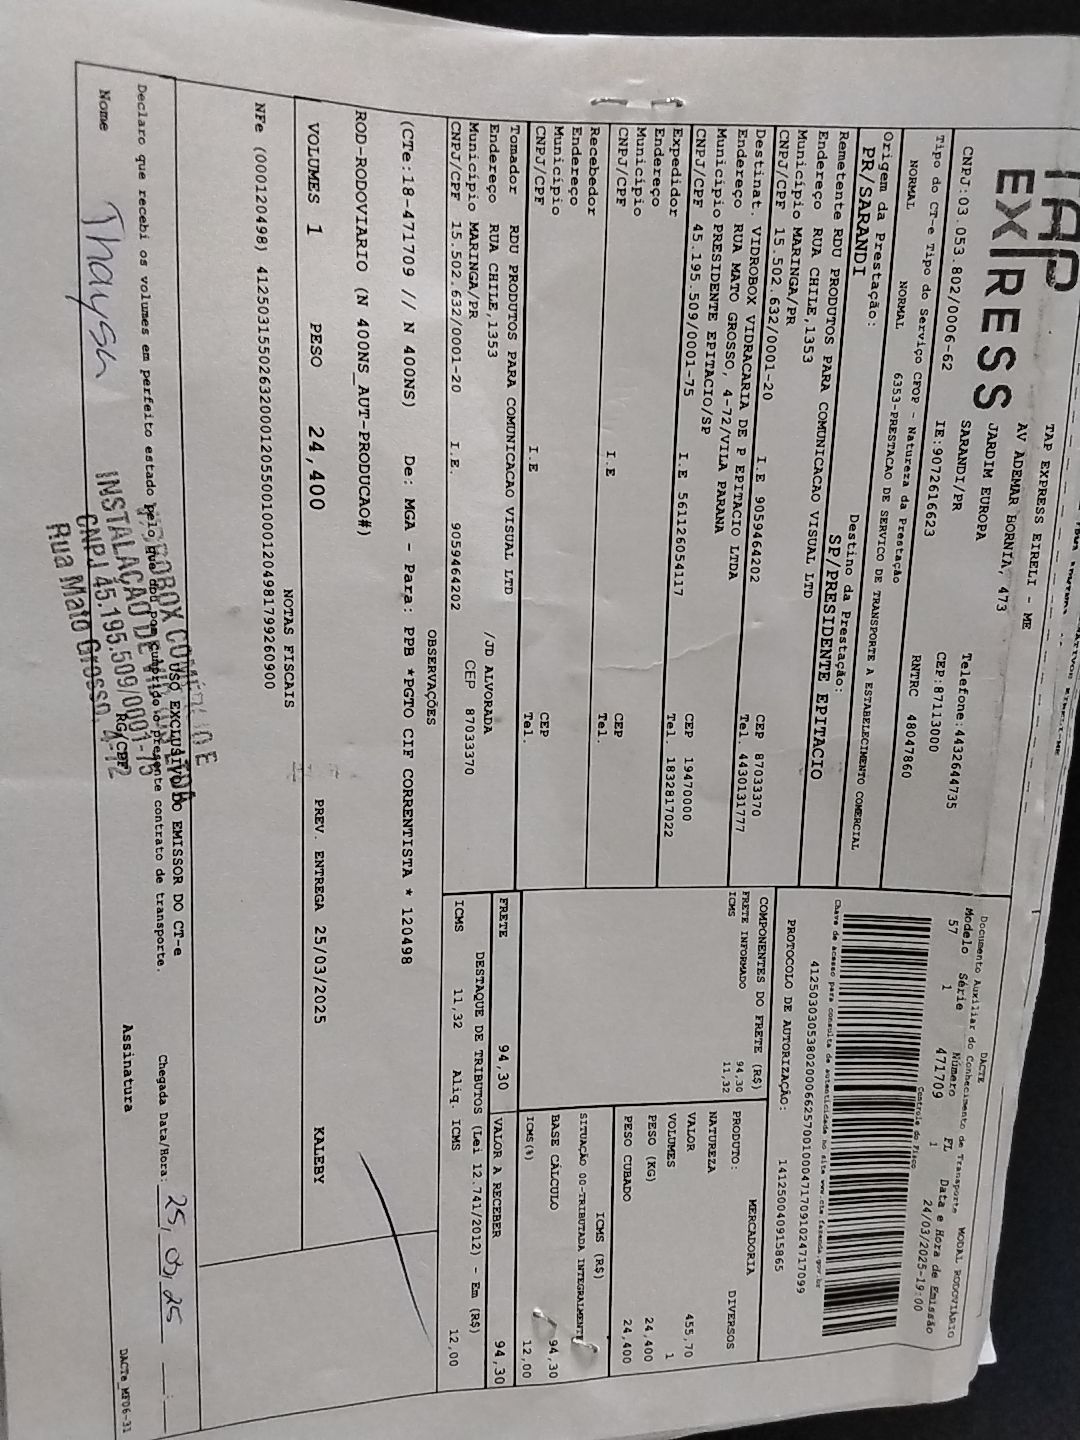 TAP
EX/RESS
TAP EXPRESS EIRELI - ME
AV ADEMAR BORNIA, 473
JARDIM EUROPA
SARANDI/PR
Telefone:4432644735
CEP:87113000
CNPJ:03.053.802/0006-62
IE:9072616623
RNTRC 48047860
DACTE
Documento Auxiliar do Conhecimento de Transporte
MODAL RODOVIÁRIO
Modelo Série Número FL Data e Hora de Emissão
57 1 471709 1 24/03/2025-19:00
Controle do Fisco
Tipo do CT-e Tipo do Serviço CFOP - Natureza da Prestação
NORMAL NORMAL 6353-PRESTACAO DE SERVICO DE TRANSPORTE A ESTABELECIMENTO COMERCIAL
Chave de acesso para consulta de autenticidade no site www.cte.fazenda.gov.br
41250303053802000662570010004717091024717099
PROTOCOLO DE AUTORIZAÇÃO: 141250040915865
Origem da Prestação:
PR/SARANDI
Destino da Prestação:
SP/PRESIDENTE EPITACIO
Remetente RDU PRODUTOS PARA COMUNICACAO VISUAL LTD
Endereço RUA CHILE,1353
Município MARINGA/PR CEP 87033370
CNPJ/CPF 15.502.632/0001-20 I.E 9059464202 Tel. 4430131777
Destinat. VIDROBOX VIDRACARIA DE P EPITACIO LTDA
Endereço RUA MATO GROSSO, 4-72/VILA PARANA
Municipio PRESIDENTE EPITACIO/SP CEP 19470000
CNPJ/CPF 45.195.509/0001-75 I.E 561126054117 Tel. 1832817022
Expedidor
Endereço
Município CEP
CNPJ/CPF I.E Tel.
Recebedor
Endereço
Município CEP
CNPJ/CPF I.E Tel.
Tomador RDU PRODUTOS PARA COMUNICACAO VISUAL LTD
Endereço RUA CHILE,1353 /JD ALVORADA
Município MARINGA/PR CEP 87033370
CNPJ/CPF 15.502.632/0001-20 I.E. 9059464202
COMPONENTES DO FRETE (R$)
FRETE INFORMADO 94,30
ICMS 11,32
PRODUTO: MERCADORIA
NATUREZA DIVERSOS
VALOR 455,70
VOLUMES 1
PESO (KG) 24,400
PESO CUBADO 24,400
ICMS (R$)
SITUAÇÃO 00-TRIBUTADA INTEGRALMENTE
BASE CÁLCULO 94,30
ICMS(%) 12,00
FRETE 94,30 VALOR A RECEBER 94,30
DESTAQUE DE TRIBUTOS (Lei 12.741/2012) - Em (R$)
ICMS 11,32 Aliq. ICMS 12,00
OBSERVAÇÕES
(CTe:18-471709 // N 400NS) De: MGA - Para: PPB *PGTO CIF CORRENTISTA * 120498
ROD-RODOVIARIO (N 400NS_AUT-PRODUCAO#)
VOLUMES 1 PESO 24,400 PREV. ENTREGA 25/03/2025 KALEBY
NOTAS FISCAIS
NFe (000120498) 41250315502632000120550010001204981799260900
USO EXCLUSIVO DO EMISSOR DO CT-e
Declaro que recebi os volumes em perfeito estado pelo que dou por cumprido o presente contrato de transporte.
Chegada Data/Hora: 25, 03, 25 :
Nome Thaysa RG/CPF Assinatura
INSTALAÇÃO DE
CNPJ 45.195.509/0001-75
Rua Mato Grosso, 4-72
DACTe_MF06-31